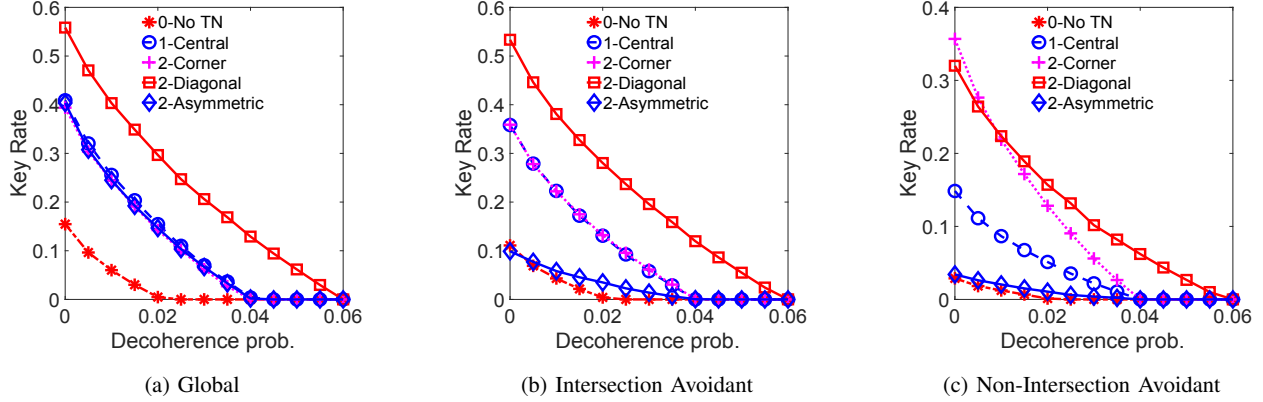 0.6
0.5
0.4
0.3
0.2
0.1
0
Key Rate
0-No TN
1-Central
2-Corner
2-Diagonal
2-Asymmetric
0 0.02 0.04 0.06
Decoherence prob.
(a) Global
0.6
0.5
0.4
0.3
0.2
0.1
0
Key Rate
0-No TN
1-Central
2-Corner
2-Diagonal
2-Asymmetric
0 0.02 0.04 0.06
Decoherence prob.
(b) Intersection Avoidant
0.4
0.3
0.2
0.1
0
Key Rate
0-No TN
1-Central
2-Corner
2-Diagonal
2-Asymmetric
0 0.02 0.04 0.06
Decoherence prob.
(c) Non-Intersection Avoidant